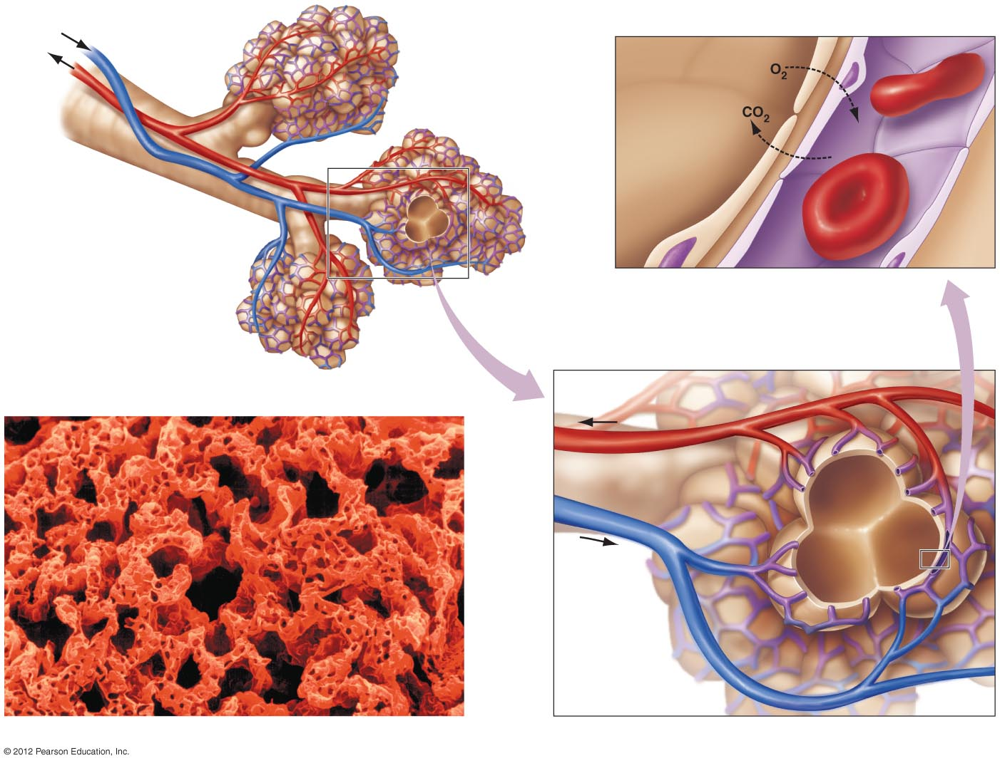 O₂
CO₂
© 2012 Pearson Education, Inc.